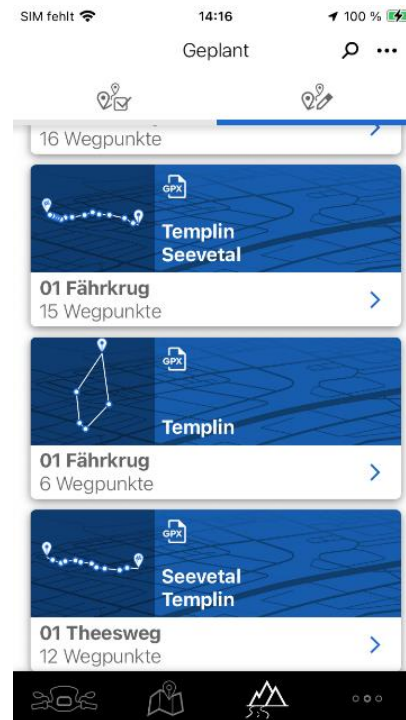 SIM fehlt 14:16 100 %
Geplant
16 Wegpunkte
GPX
Templin
Seevetal
01 Fährkrug
15 Wegpunkte
GPX
Templin
01 Fährkrug
6 Wegpunkte
GPX
Seevetal
Templin
01 Theesweg
12 Wegpunkte